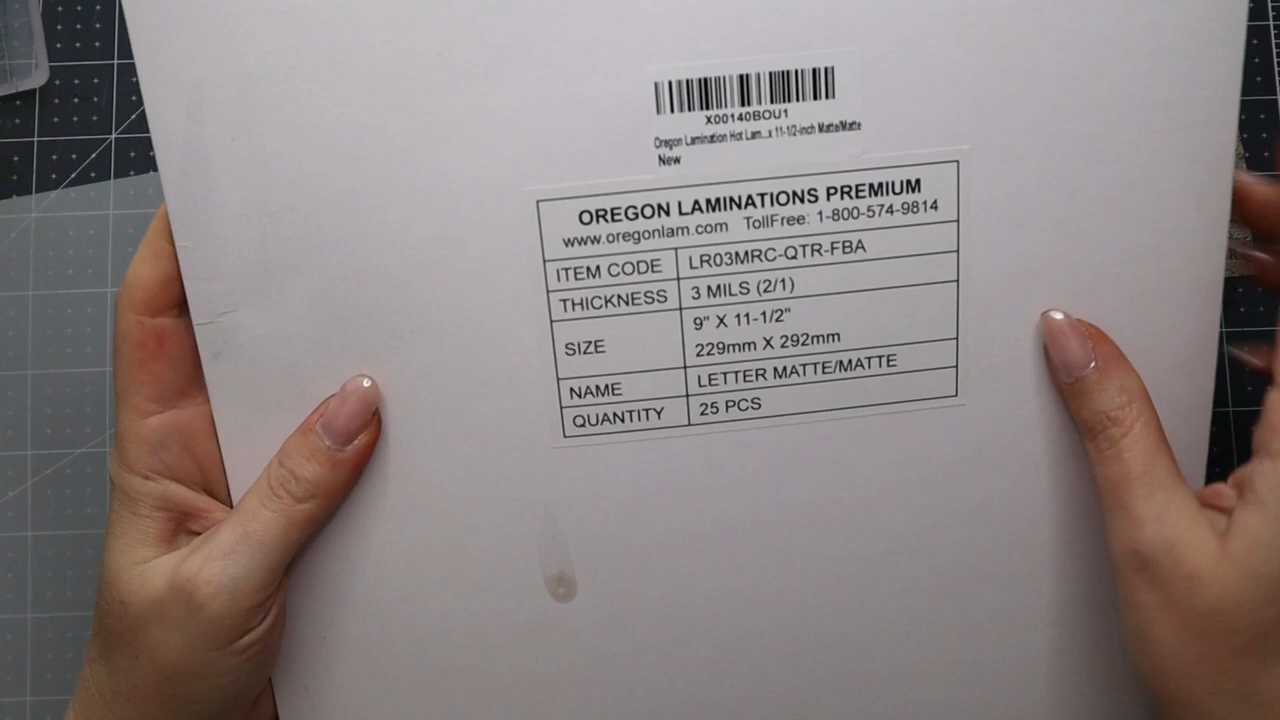 X00140BOU1
Oregon Lamination Hot Lam...x 11-1/2-inch Matte/Matte
New
OREGON LAMINATIONS PREMIUM
www.oregonlam.com TollFree: 1-800-574-9814
ITEM CODE LR03MRC-QTR-FBA
THICKNESS 3 MILS (2/1)
SIZE 9" X 11-1/2"
229mm X 292mm
NAME LETTER MATTE/MATTE
QUANTITY 25 PCS